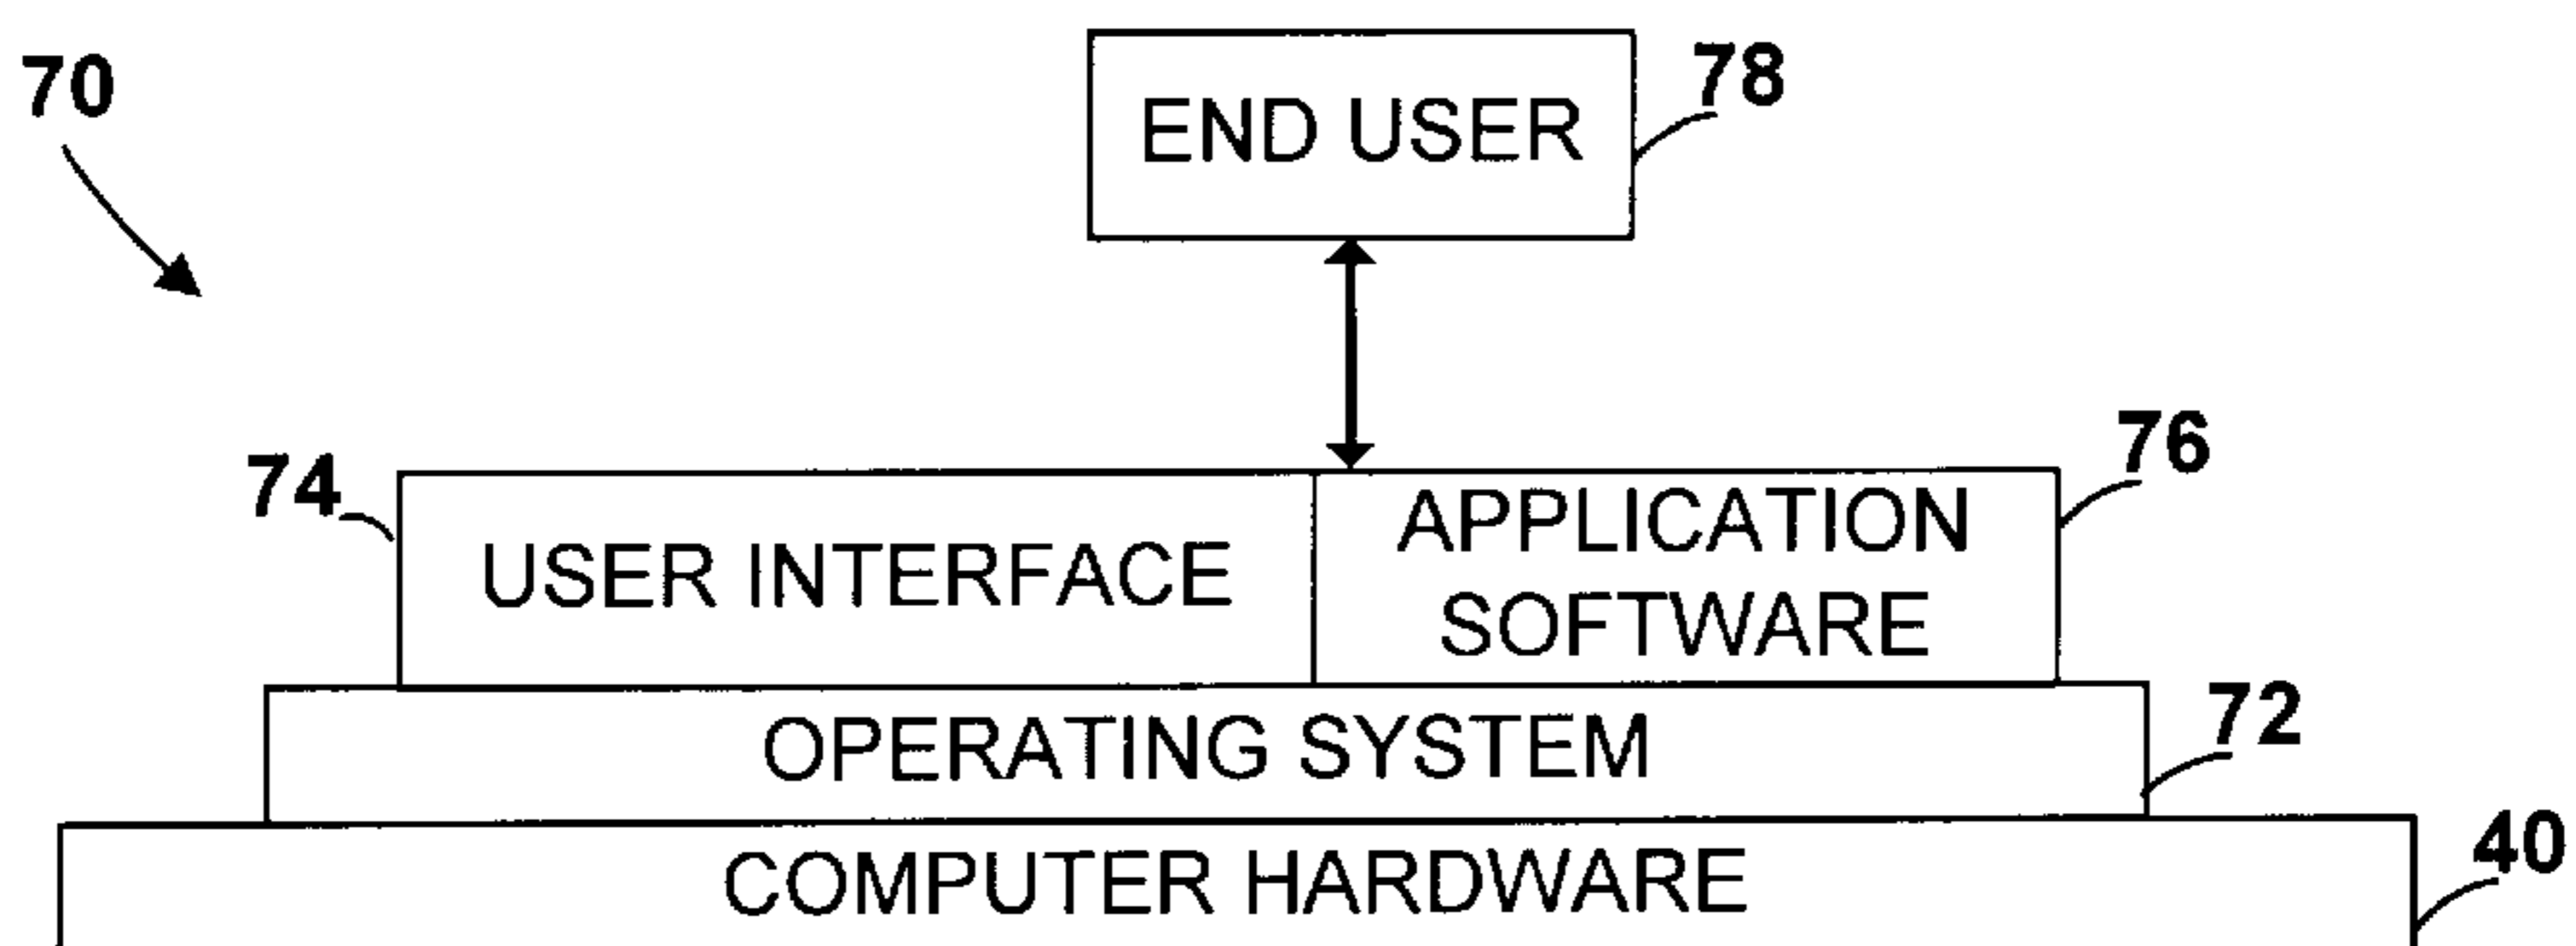 70
END USER
78
74
USER INTERFACE
APPLICATION
SOFTWARE
76
OPERATING SYSTEM
72
COMPUTER HARDWARE
40